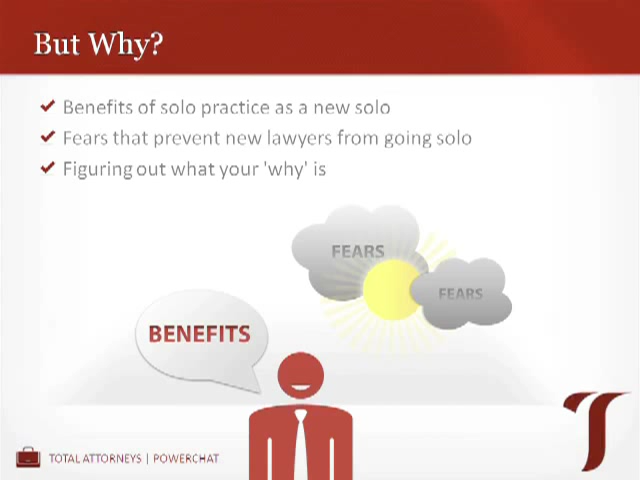 But Why?
Benefits of solo practice as a new solo
Fears that prevent new lawyers from going solo
Figuring out what your 'why' is
FEARS
FEARS
BENEFITS
TOTAL ATTORNEYS | POWERCHAT